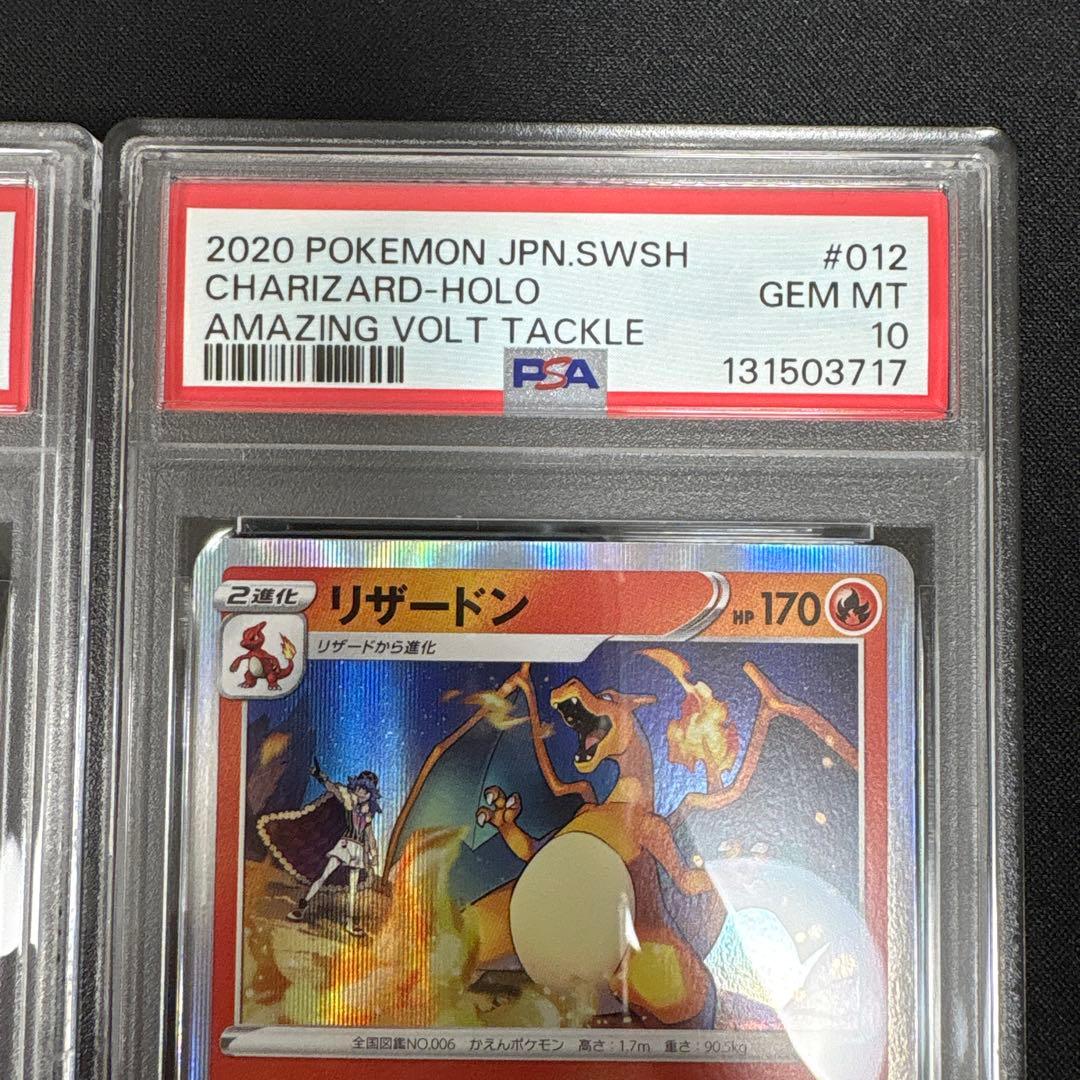 2020 POKEMON JPN.SWSH #012
CHARIZARD-HOLO GEM MT
AMAZING VOLT TACKLE 10
PSA 131503717
2進化 リザードン HP 170
リザードから進化
全国図鑑NO.006 かえんポケモン 高さ:1.7m 重さ:90.5kg